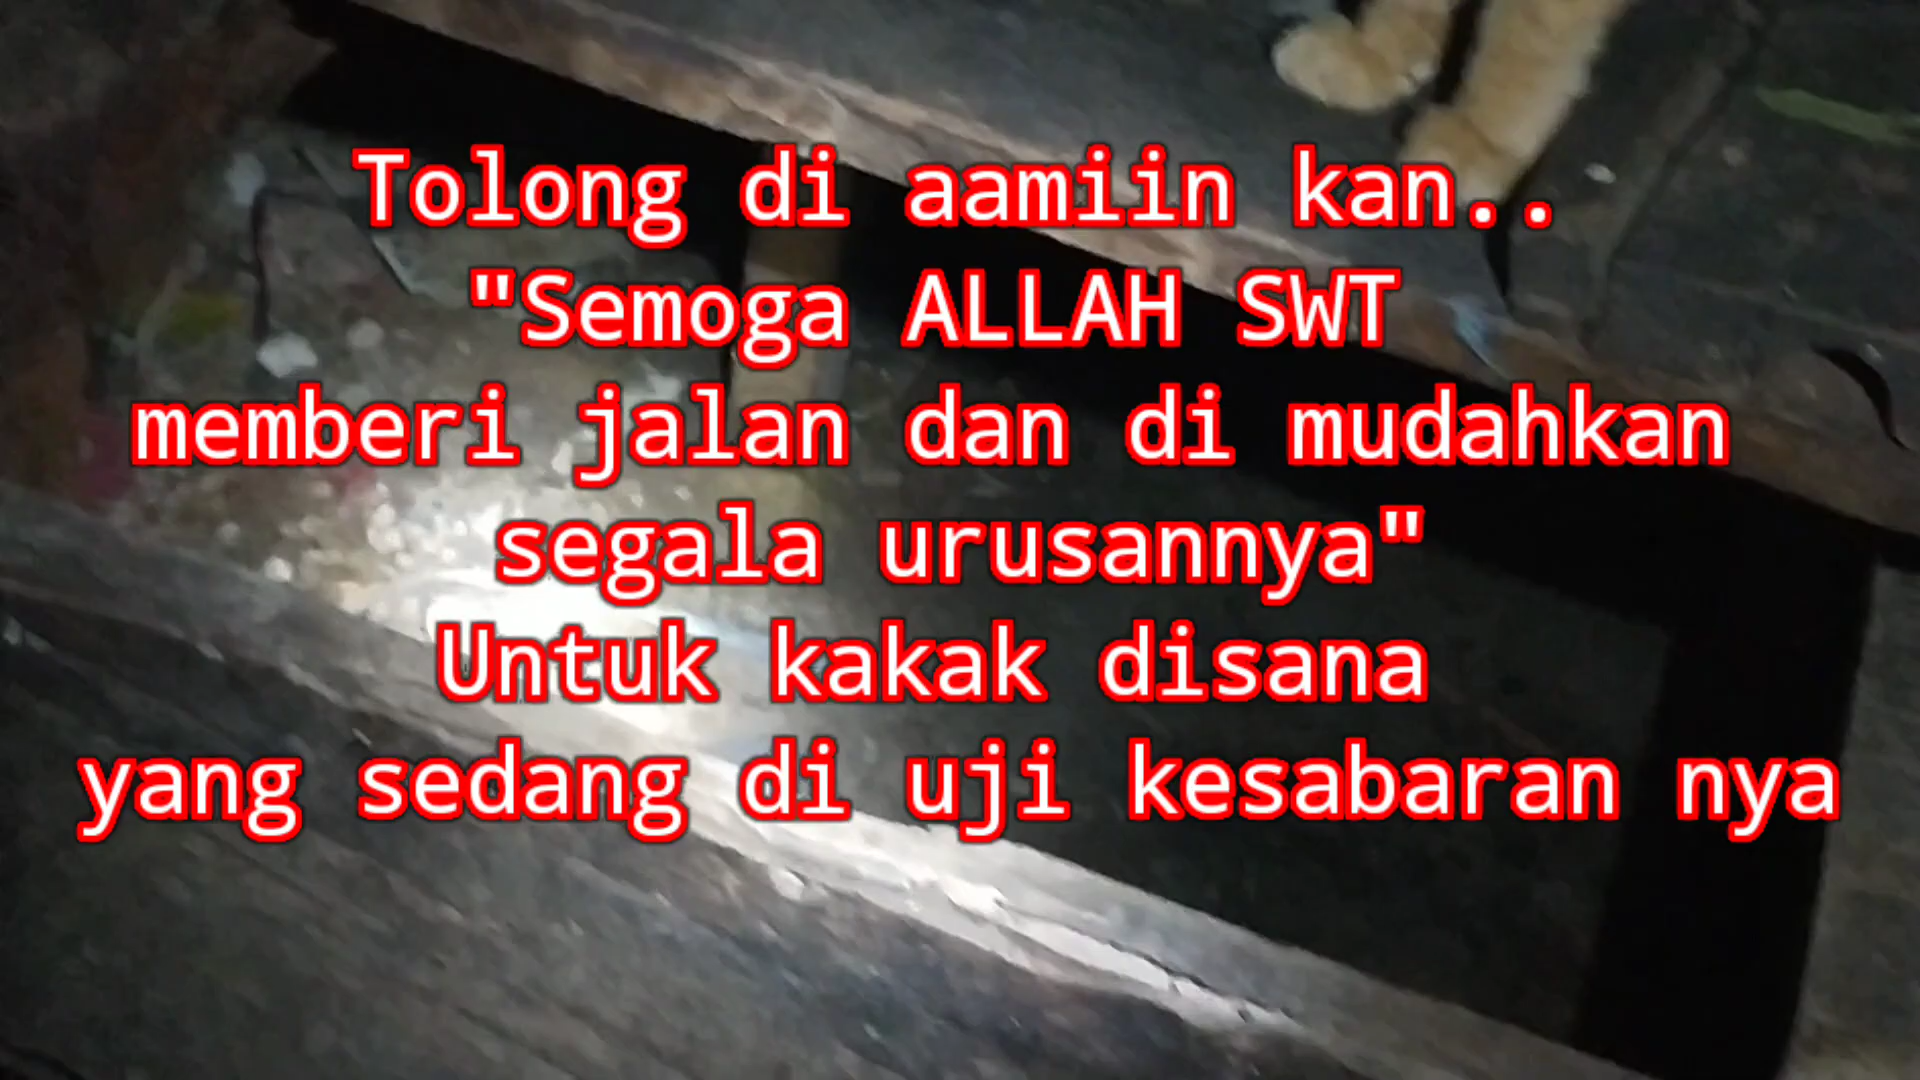 Tolong di aamiin kan..
"Semoga ALLAH SWT
memberi jalan dan di mudahkan
segala urusannya"
Untuk kakak disana
yang sedang di uji kesabaran nya